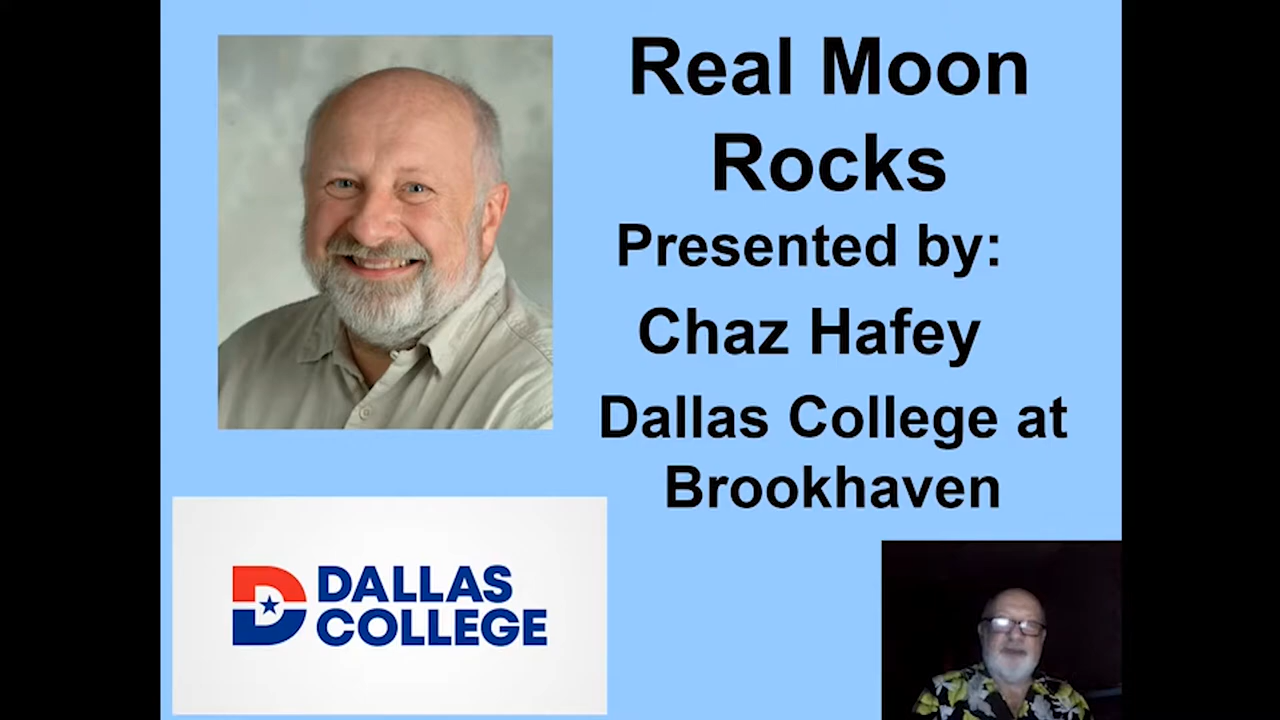 Real Moon
Rocks
Presented by:
Chaz Hafey
Dallas College at
Brookhaven
DALLAS
COLLEGE